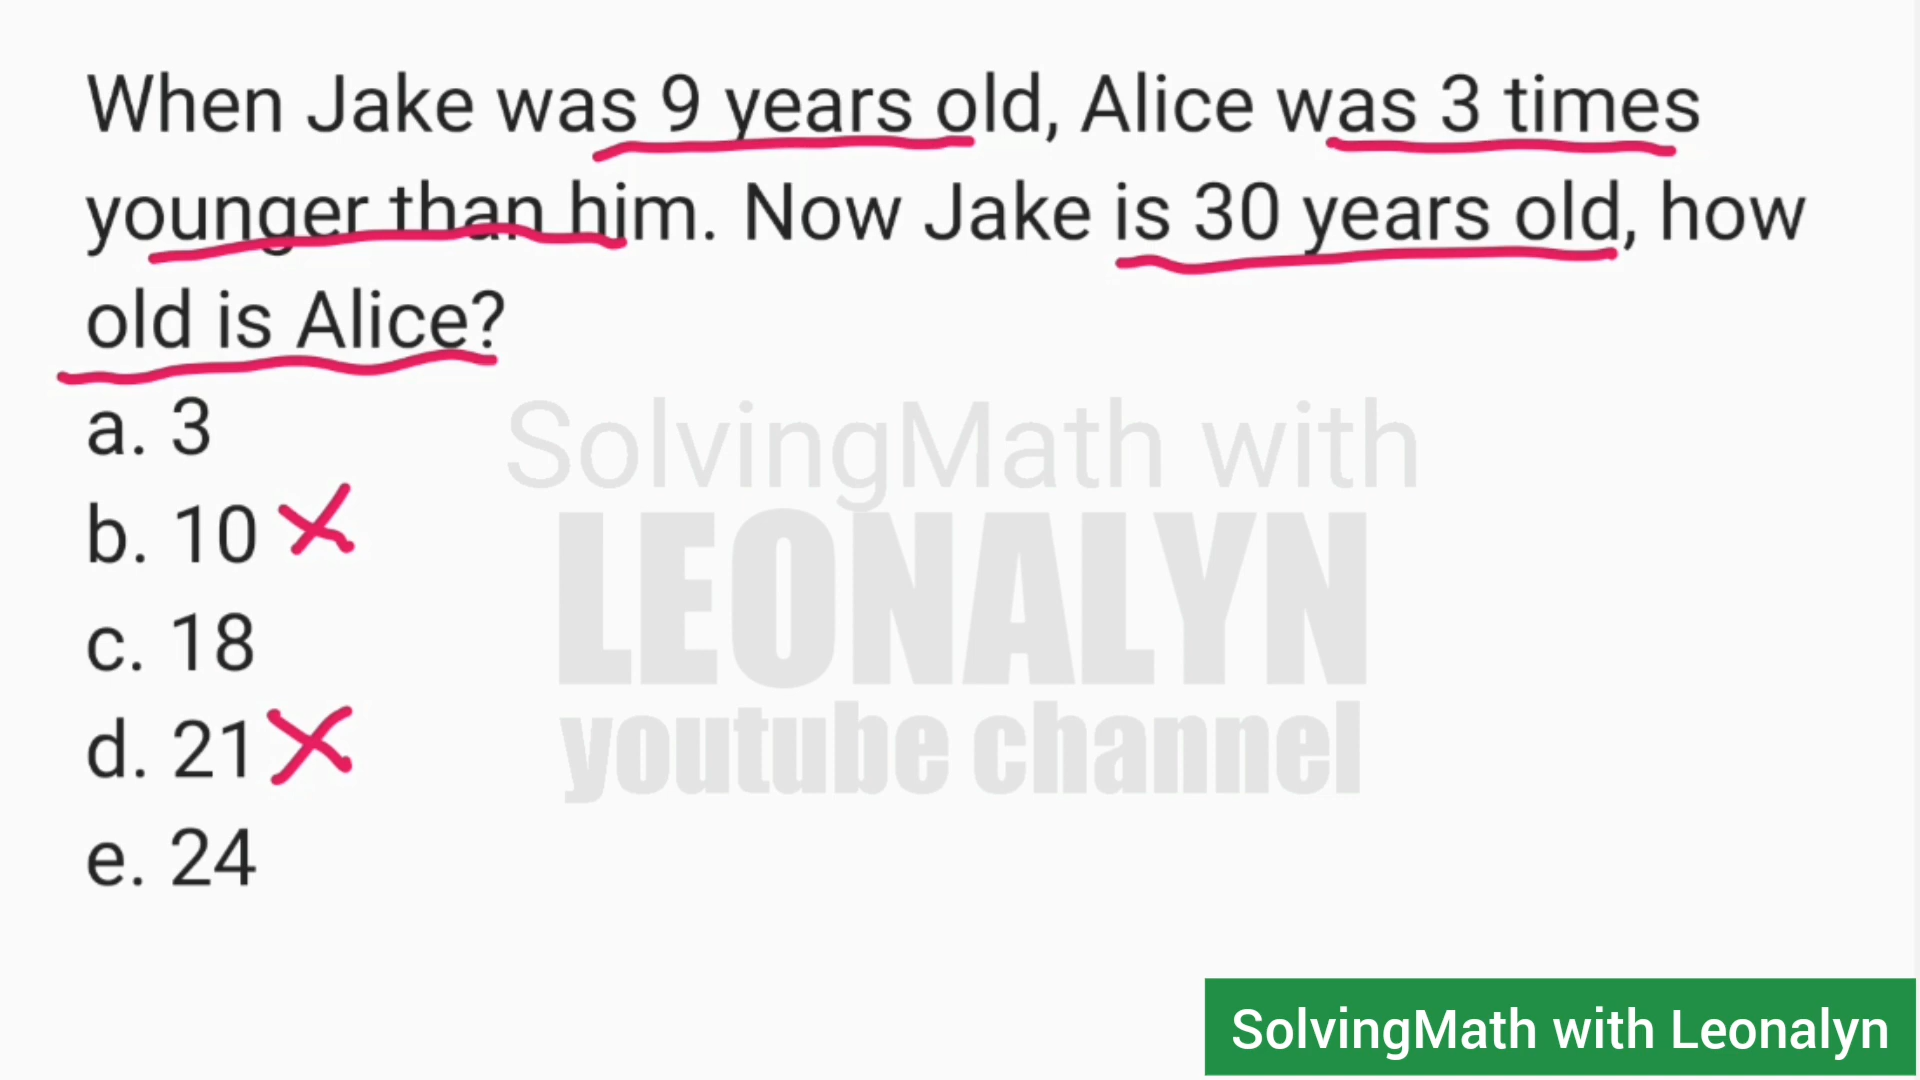 When Jake was 9 years old, Alice was 3 times
younger than him. Now Jake is 30 years old, how
old is Alice?
a. 3
b. 10
c. 18
d. 21
e. 24
SolvingMath with
LEONALYN
youtube channel
SolvingMath with Leonalyn